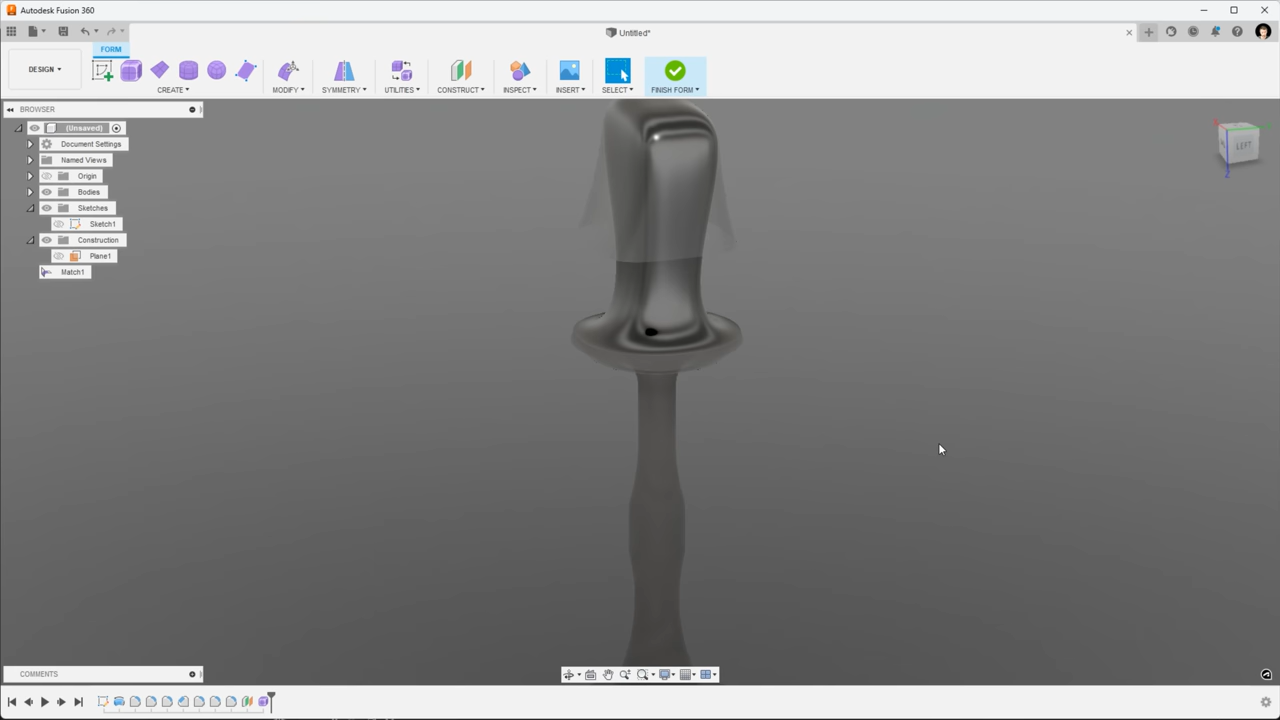 Autodesk Fusion 360
Untitled*
FORM
DESIGN
CREATE MODIFY SYMMETRY UTILITIES CONSTRUCT INSPECT INSERT SELECT FINISH FORM
BROWSER
(Unsaved)
Document Settings
Named Views
Origin
Bodies
Sketches
Sketch1
Construction
Plane1
Match1
LEFT
Z
COMMENTS